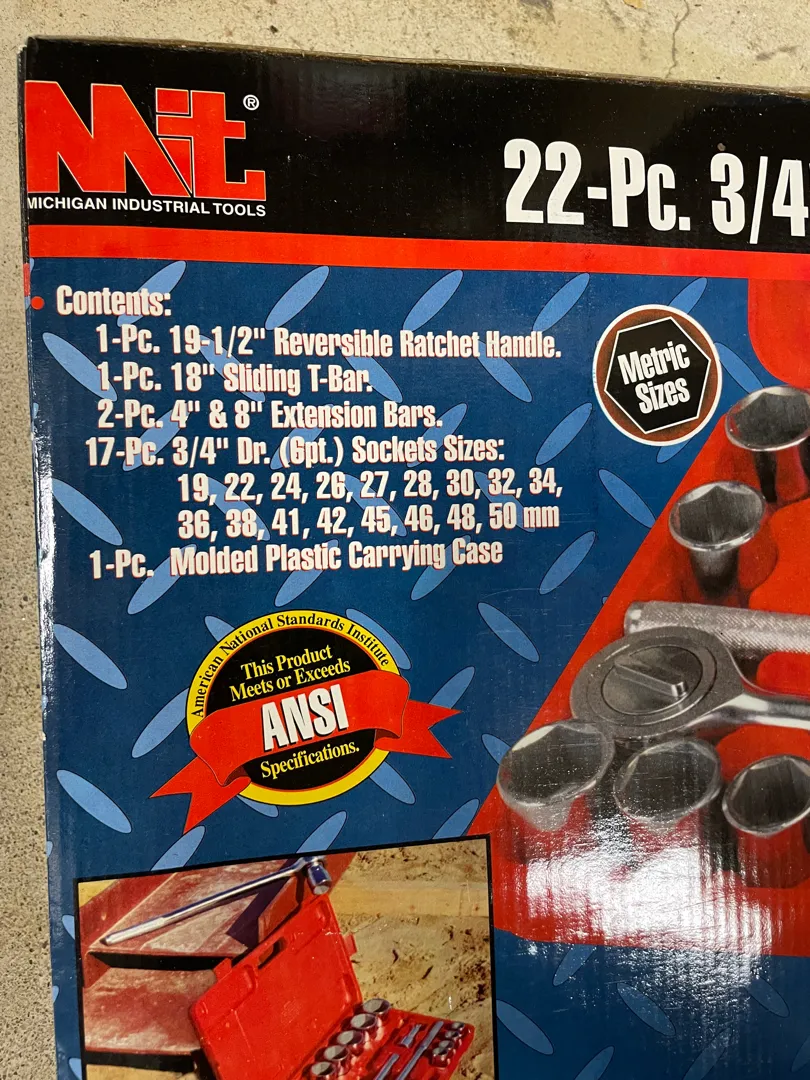 Mit®
MICHIGAN INDUSTRIAL TOOLS
22-Pc. 3/4
Contents:
1-Pc. 19-1/2" Reversible Ratchet Handle.
1-Pc. 18" Sliding T-Bar.
2-Pc. 4" & 8" Extension Bars.
17-Pc. 3/4" Dr. (6pt.) Sockets Sizes:
19, 22, 24, 26, 27, 28, 30, 32, 34,
36, 38, 41, 42, 45, 46, 48, 50 mm
1-Pc. Molded Plastic Carrying Case
Metric
Sizes
American National Standards Institute
This Product
Meets or Exceeds
ANSI
Specifications.